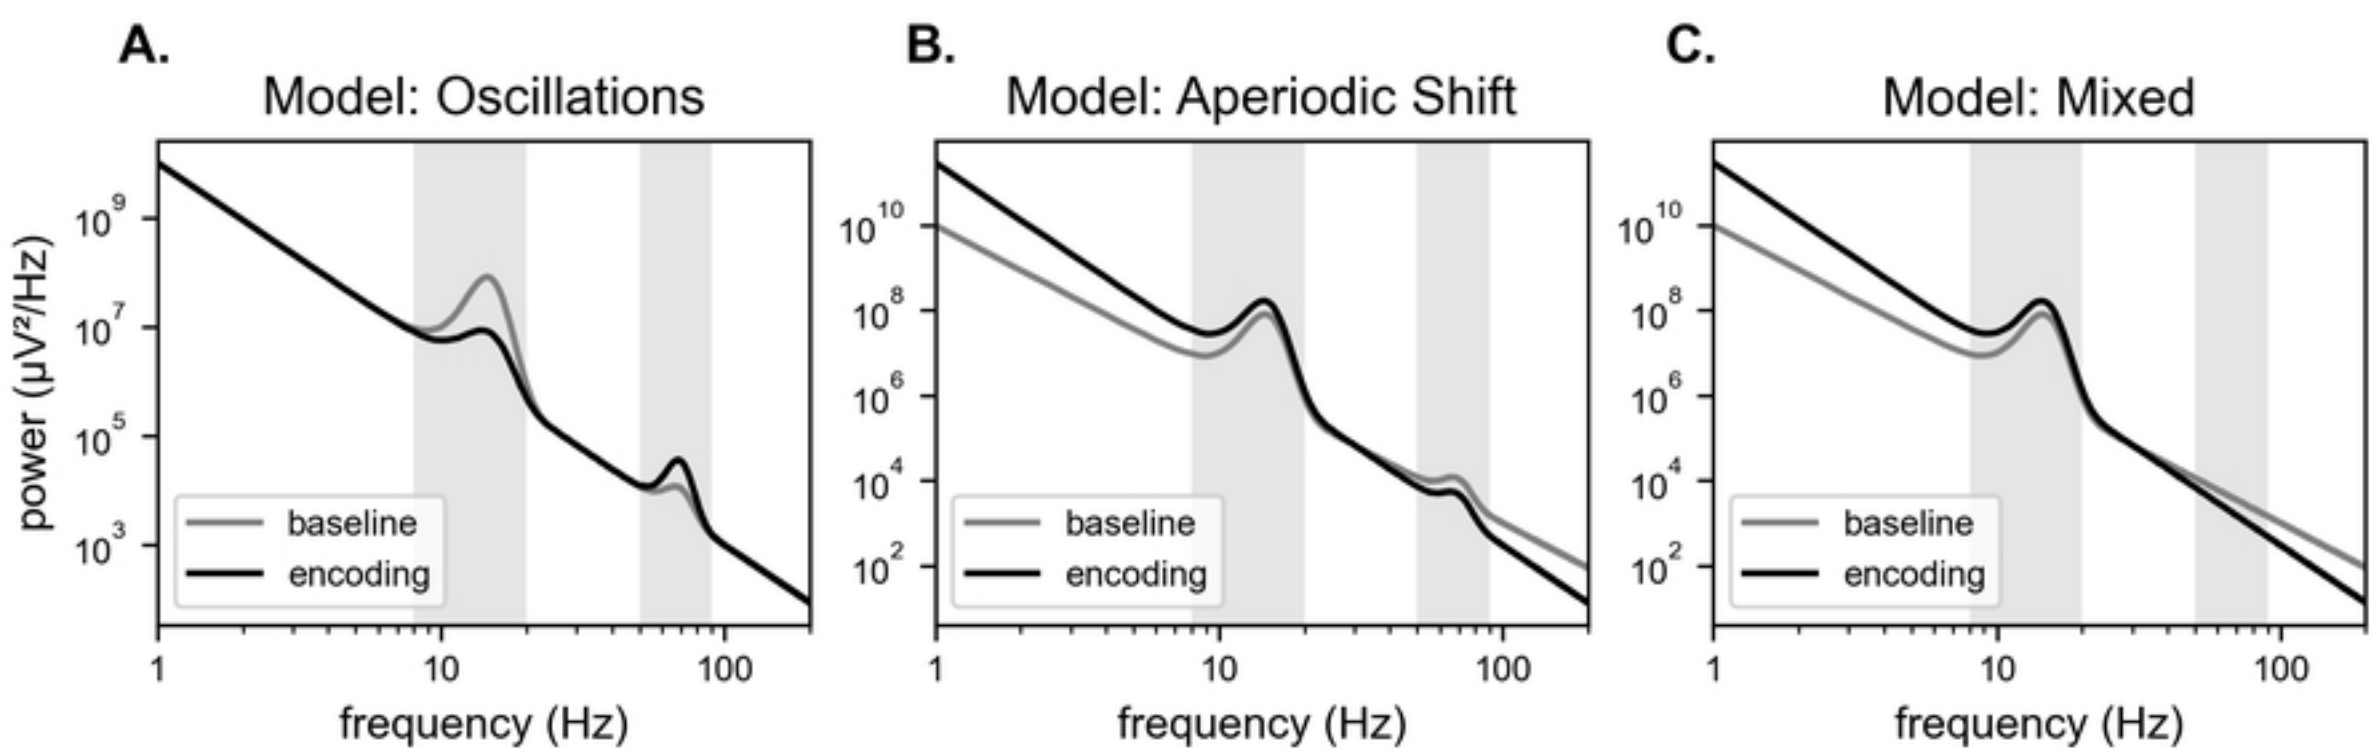 A.
Model: Oscillations
power (μV²/Hz)
10⁹
10⁷
10⁵
10³
baseline
encoding
1 10 100
frequency (Hz)
B.
Model: Aperiodic Shift
10¹⁰
10⁸
10⁶
10⁴
10²
baseline
encoding
1 10 100
frequency (Hz)
C.
Model: Mixed
10¹⁰
10⁸
10⁶
10⁴
10²
baseline
encoding
1 10 100
frequency (Hz)